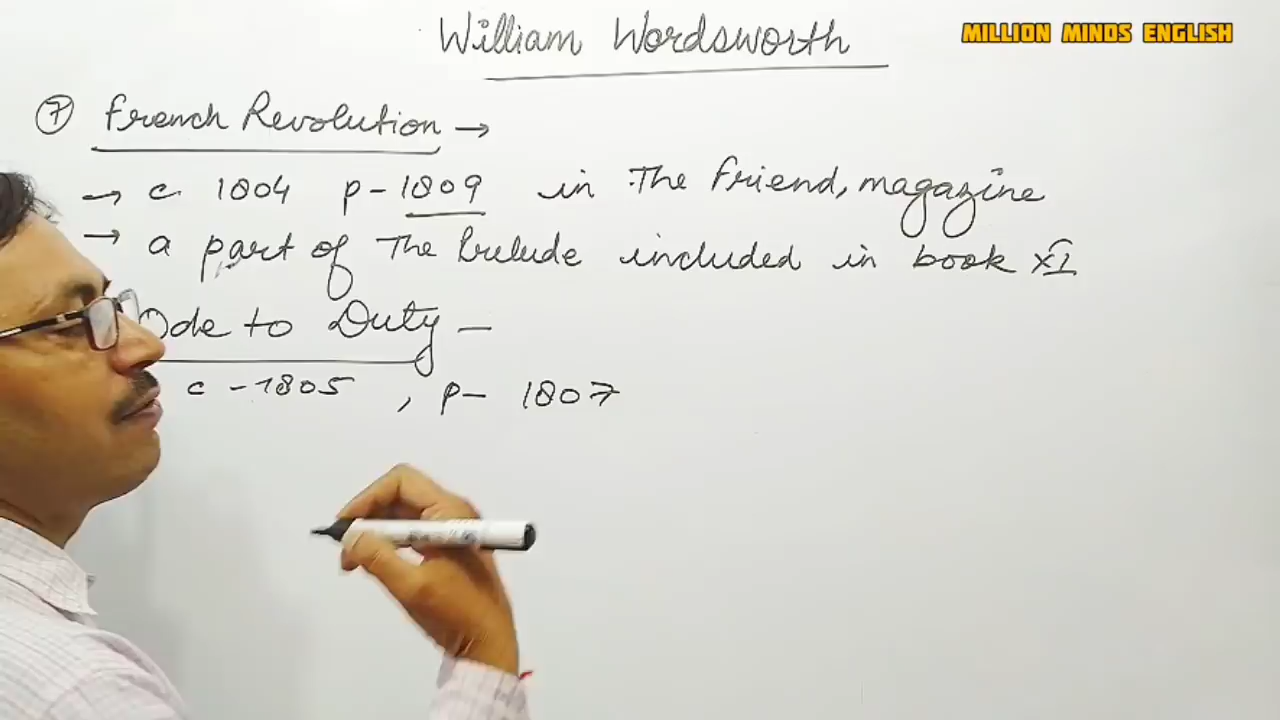 William Wordsworth
MILLION MINDS ENGLISH
7 French Revolution →
→ c 1804 p-1809 in The Friend, magazine
→ a part of The Prelude included in book XI
Ode to Duty -
c - 1805 , p- 1807